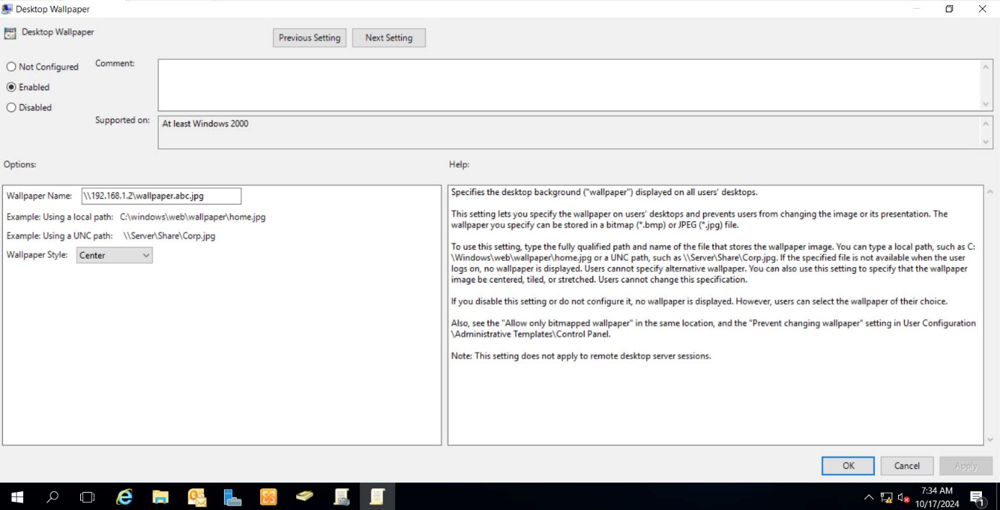 Desktop Wallpaper
Desktop Wallpaper
Previous Setting
Next Setting
Not Configured
Comment:
Enabled
Disabled
Supported on:
At least Windows 2000
Options:
Help:
Wallpaper Name: \\192.168.1.2\wallpaper.abc.jpg
Example: Using a local path: C:\windows\web\wallpaper\home.jpg
Example: Using a UNC path: \\Server\Share\Corp.jpg
Wallpaper Style: Center
Specifies the desktop background ("wallpaper") displayed on all users' desktops.
This setting lets you specify the wallpaper on users' desktops and prevents users from changing the image or its presentation. The
wallpaper you specify can be stored in a bitmap (*.bmp) or JPEG (*.jpg) file.
To use this setting, type the fully qualified path and name of the file that stores the wallpaper image. You can type a local path, such as C:
\Windows\web\wallpaper\home.jpg or a UNC path, such as \\Server\Share\Corp.jpg. If the specified file is not available when the user
logs on, no wallpaper is displayed. Users cannot specify alternative wallpaper. You can also use this setting to specify that the wallpaper
image be centered, tiled, or stretched. Users cannot change this specification.
If you disable this setting or do not configure it, no wallpaper is displayed. However, users can select the wallpaper of their choice.
Also, see the "Allow only bitmapped wallpaper" in the same location, and the "Prevent changing wallpaper" setting in User Configuration
\Administrative Templates\Control Panel.
Note: This setting does not apply to remote desktop server sessions.
OK
Cancel
Apply
7:34 AM
10/17/2024
1